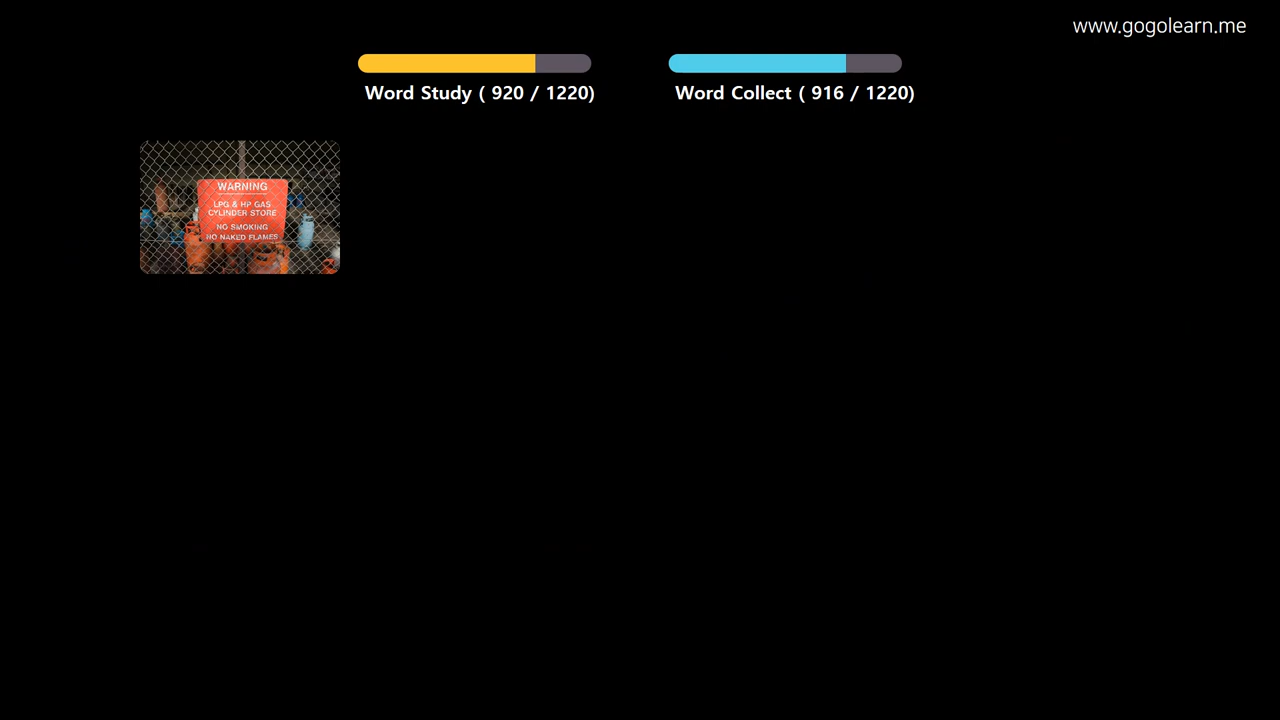 www.gogolearn.me
Word Study ( 920 / 1220)
Word Collect ( 916 / 1220)
WARNING
LPG & HP GAS
CYLINDER STORE
NO SMOKING
NO NAKED FLAMES